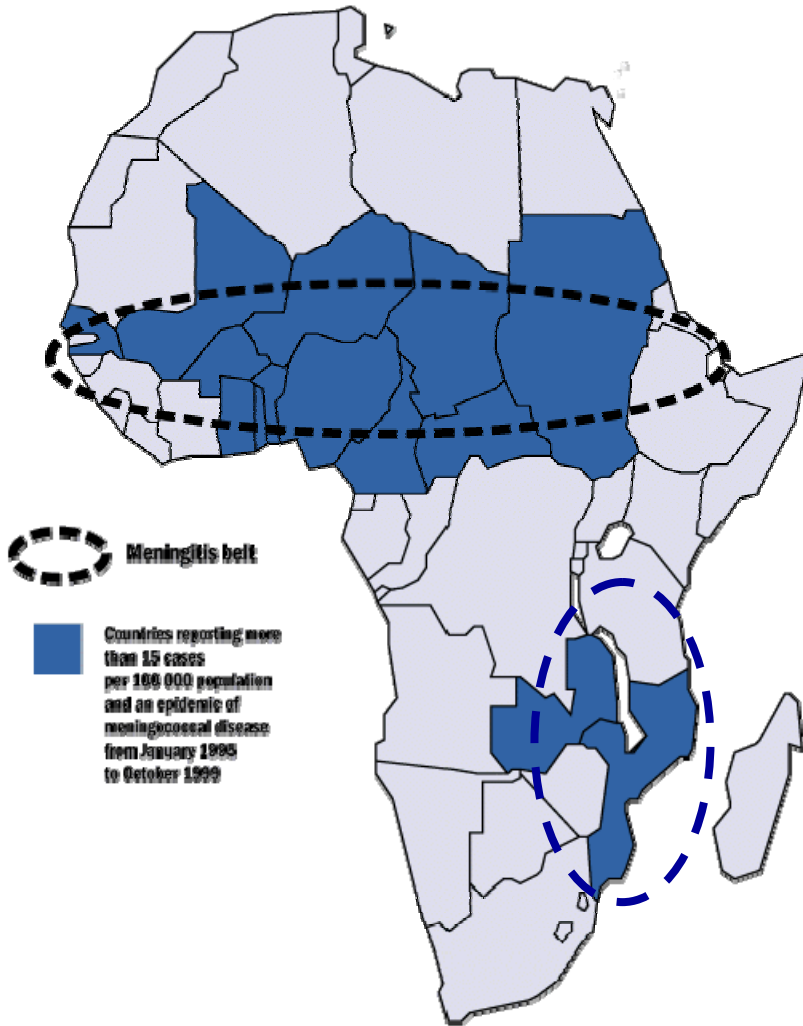 Meningitis belt
Countries reporting more
than 15 cases
per 100 000 population
and an epidemic of
meningococcal disease
from January 1995
to October 1999